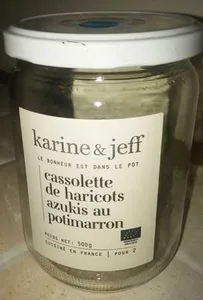 karine & jeff
LE BONHEUR EST DANS LE POT
cassolette
de haricots
azukis au
potimarron
POIDS NET: 500g
CUISINÉ EN FRANCE | POUR 2